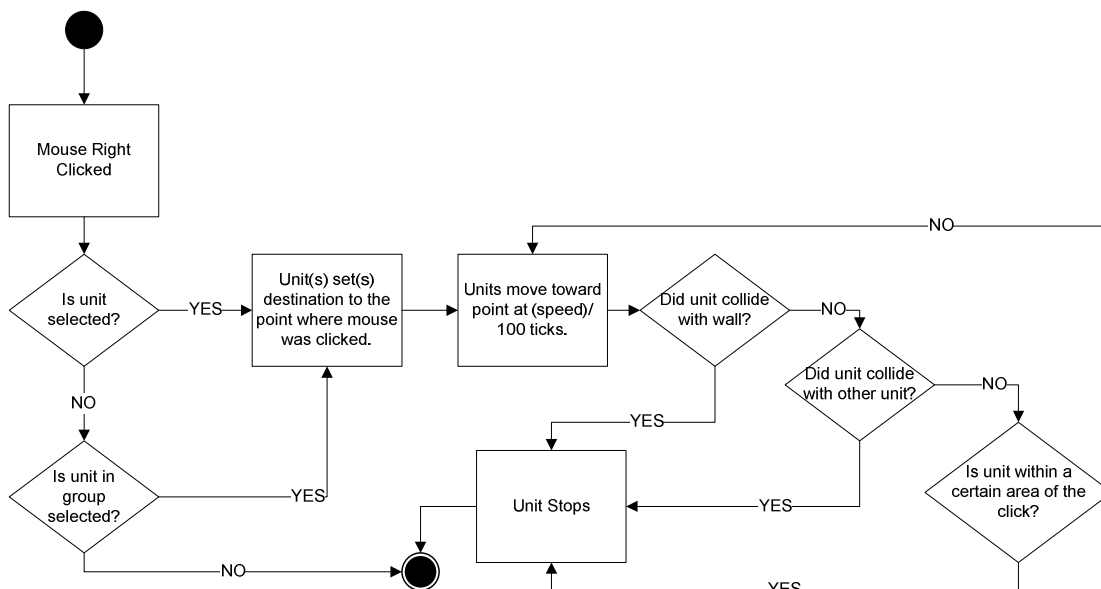 Mouse Right
Clicked
Is unit
selected?
YES
NO
Is unit in
group
selected?
YES
NO
Unit(s) set(s)
destination to the
point where mouse
was clicked.
Units move toward
point at (speed)/
100 ticks.
NO
Did unit collide
with wall?
NO
YES
Did unit collide
with other unit?
NO
YES
Unit Stops
Is unit within a
certain area of the
click?
YES